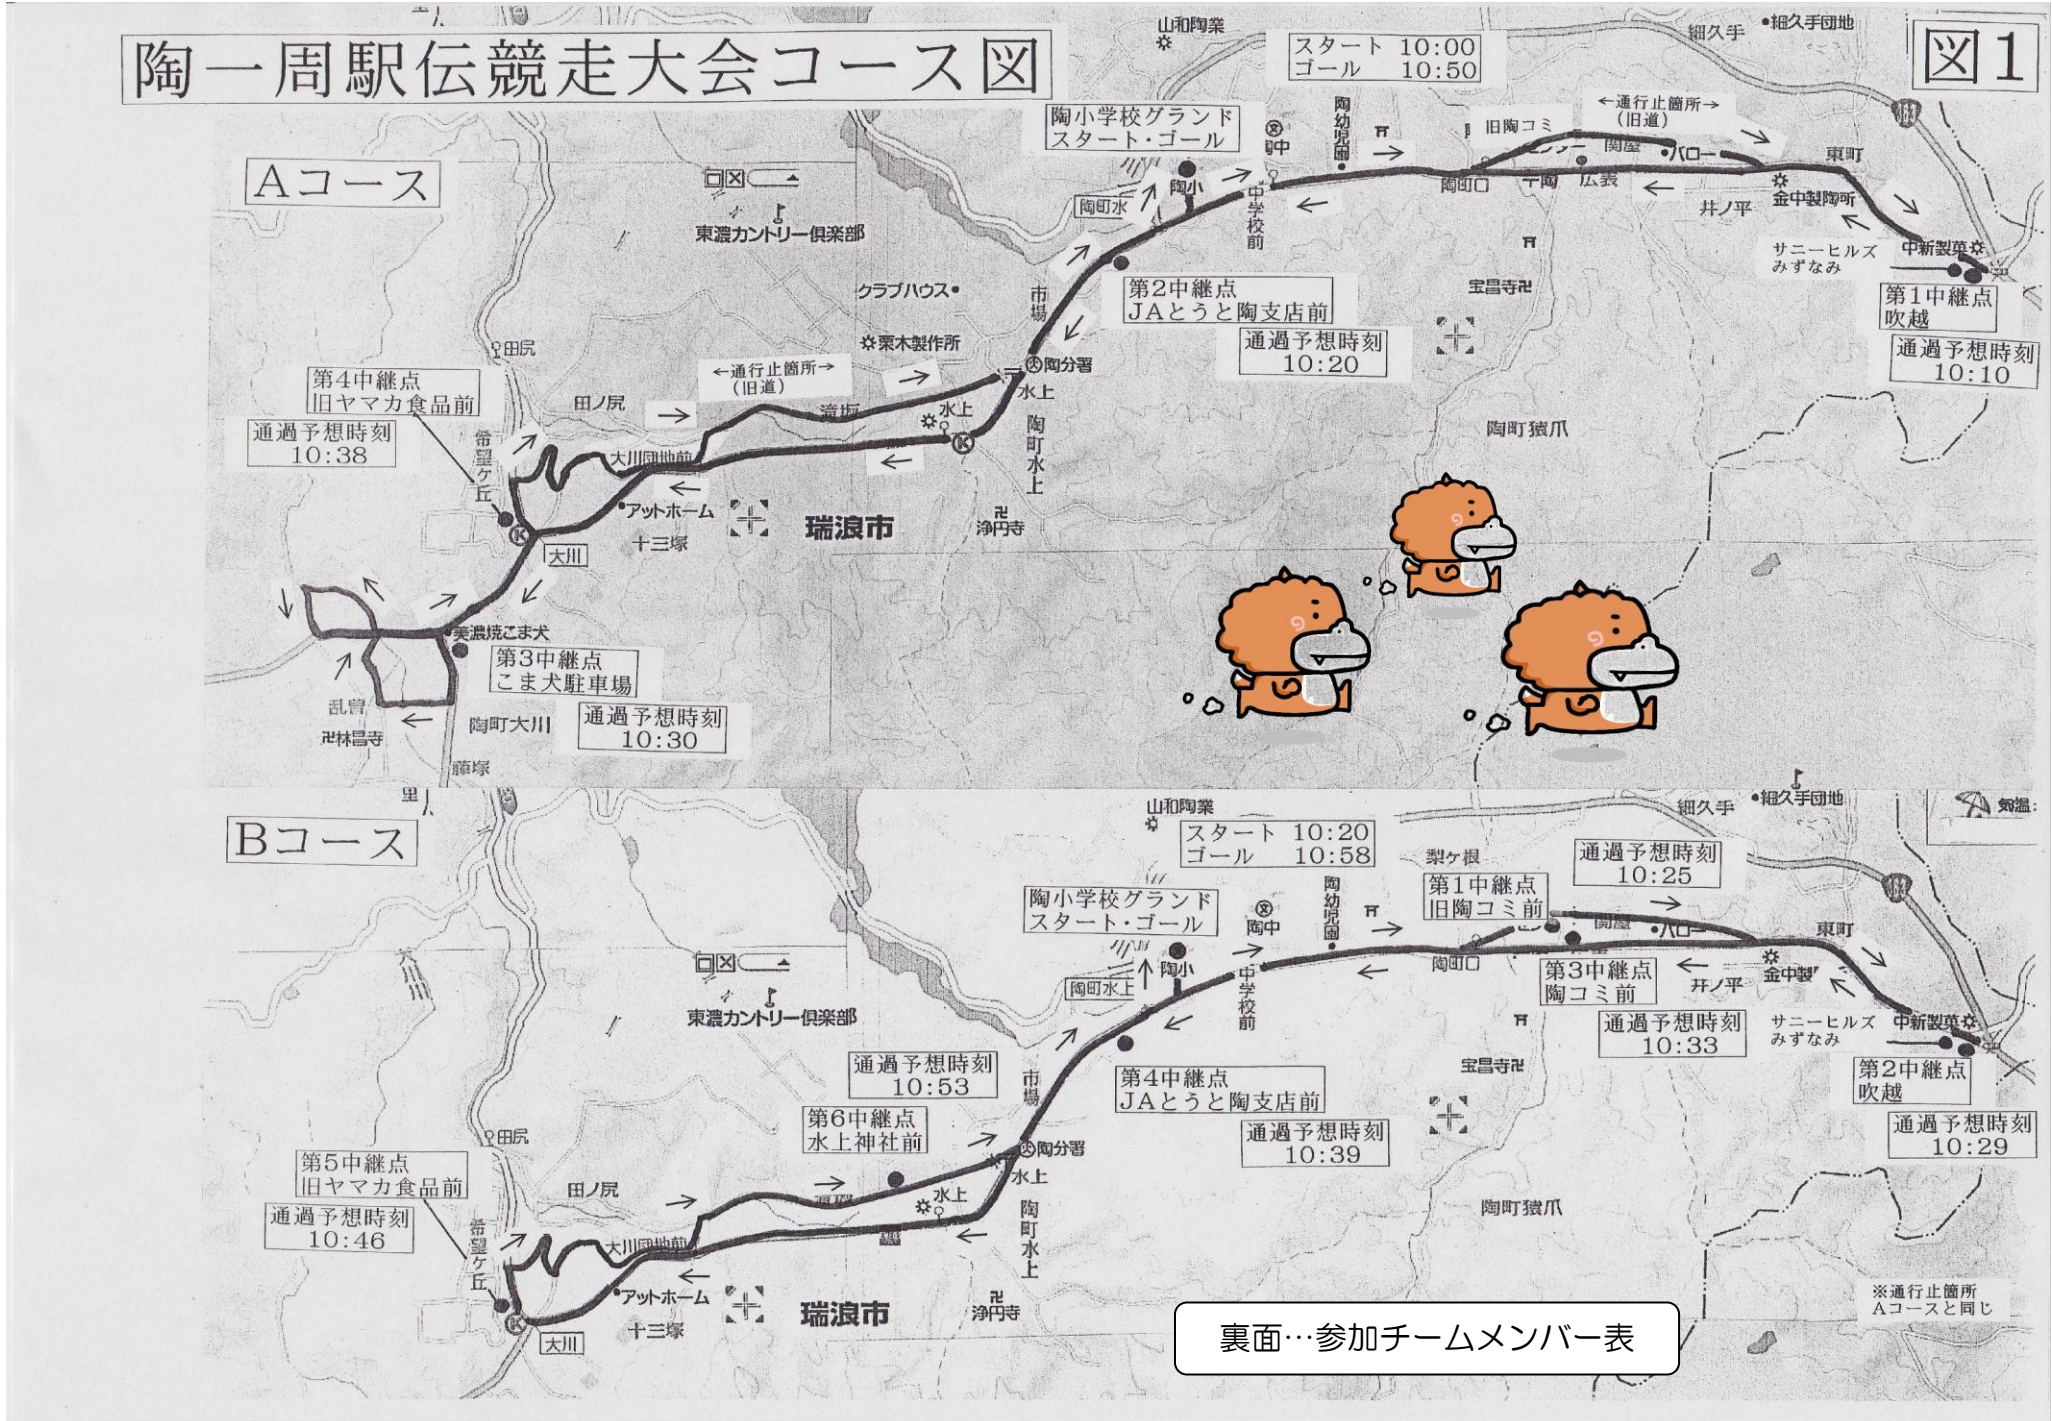 陶一周駅伝競走大会コース図
図1
山和陶業
スタート 10:00
ゴール 10:50
細久手
細久手団地
Aコース
陶小学校グランド
スタート・ゴール
陶中
陶幼児園
旧陶コミ
←通行止箇所→
(旧道)
関屋
バロー
東町
陶小
陶町水
中学校前
陶町口
広表
金中製陶所
井ノ平
東濃カントリー倶楽部
サニーヒルズ
みずなみ
中新製菓
クラブハウス
市場
第2中継点
JAとうと陶支店前
通過予想時刻
10:20
宝昌寺
第1中継点
吹越
通過予想時刻
10:10
栗木製作所
田尻
陶分署
←通行止箇所→
(旧道)
第4中継点
旧ヤマカ食品前
通過予想時刻
10:38
田ノ尻
水上
水上
陶町水上
陶町猿爪
希望ヶ丘
大川団地前
アットホーム
瑞浪市
浄円寺
十三塚
大川
美濃焼こま犬
第3中継点
こま犬駐車場
通過予想時刻
10:30
乱曽
林昌寺
陶町大川
藤塚
Bコース
山和陶業
スタート 10:20
ゴール 10:58
細久手
細久手団地
気温:
梨ヶ根
通過予想時刻
10:25
陶小学校グランド
スタート・ゴール
陶中
陶幼児園
第1中継点
旧陶コミ前
関屋
バロー
東町
陶小
陶町水上
中学校前
陶町口
第3中継点
陶コミ前
通過予想時刻
10:33
金中製
井ノ平
東濃カントリー倶楽部
サニーヒルズ
みずなみ
中新製菓
第2中継点
吹越
通過予想時刻
10:29
通過予想時刻
10:53
市場
第4中継点
JAとうと陶支店前
通過予想時刻
10:39
宝昌寺
第6中継点
水上神社前
田尻
陶分署
水上
第5中継点
旧ヤマカ食品前
通過予想時刻
10:46
田ノ尻
水上
陶町水上
陶町猿爪
希望ヶ丘
大川団地前
アットホーム
瑞浪市
浄円寺
十三塚
大川
※通行止箇所
Aコースと同じ
裏面…参加チームメンバー表